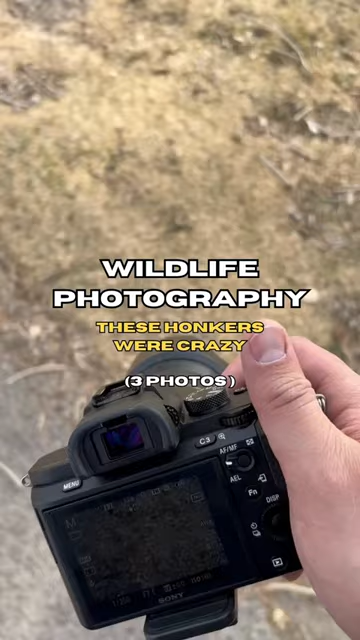 WILDLIFE
PHOTOGRAPHY
THESE HONKERS
WERE CRAZY
(3 PHOTOS)
C3
AF/MF
MENU
AEL
Fn
DISP
M
SONY